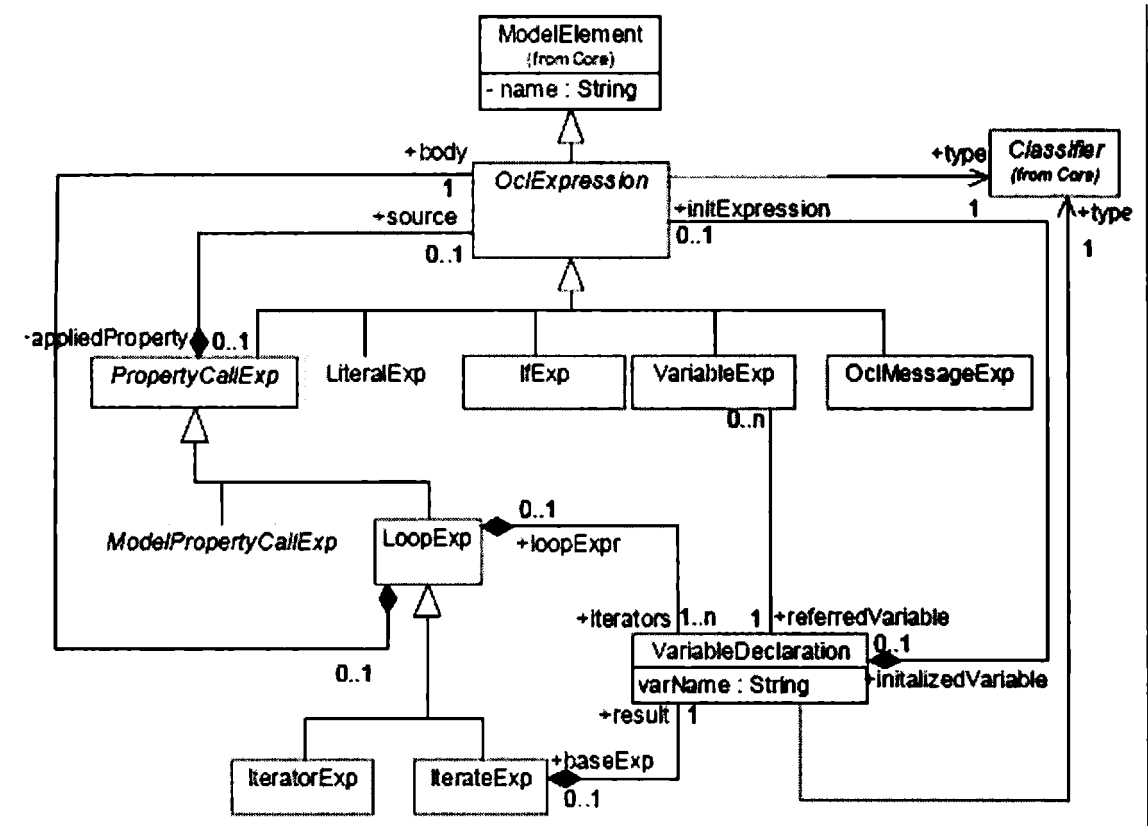 ModelElement
(from Core)
- name : String
+body
1
OclExpression
+type
1
Classifier
(from Core)
+source
0..1
+initExpression
0..1
+type
1
-appliedProperty
0..1
PropertyCallExp
LiteralExp
IfExp
VariableExp
OclMessageExp
0..n
ModelPropertyCallExp
LoopExp
0..1
+loopExpr
+iterators
1..n
1
+referredVariable
VariableDeclaration
varName : String
0..1
+initalizedVariable
0..1
+result
1
IteratorExp
IterateExp
+baseExp
0..1